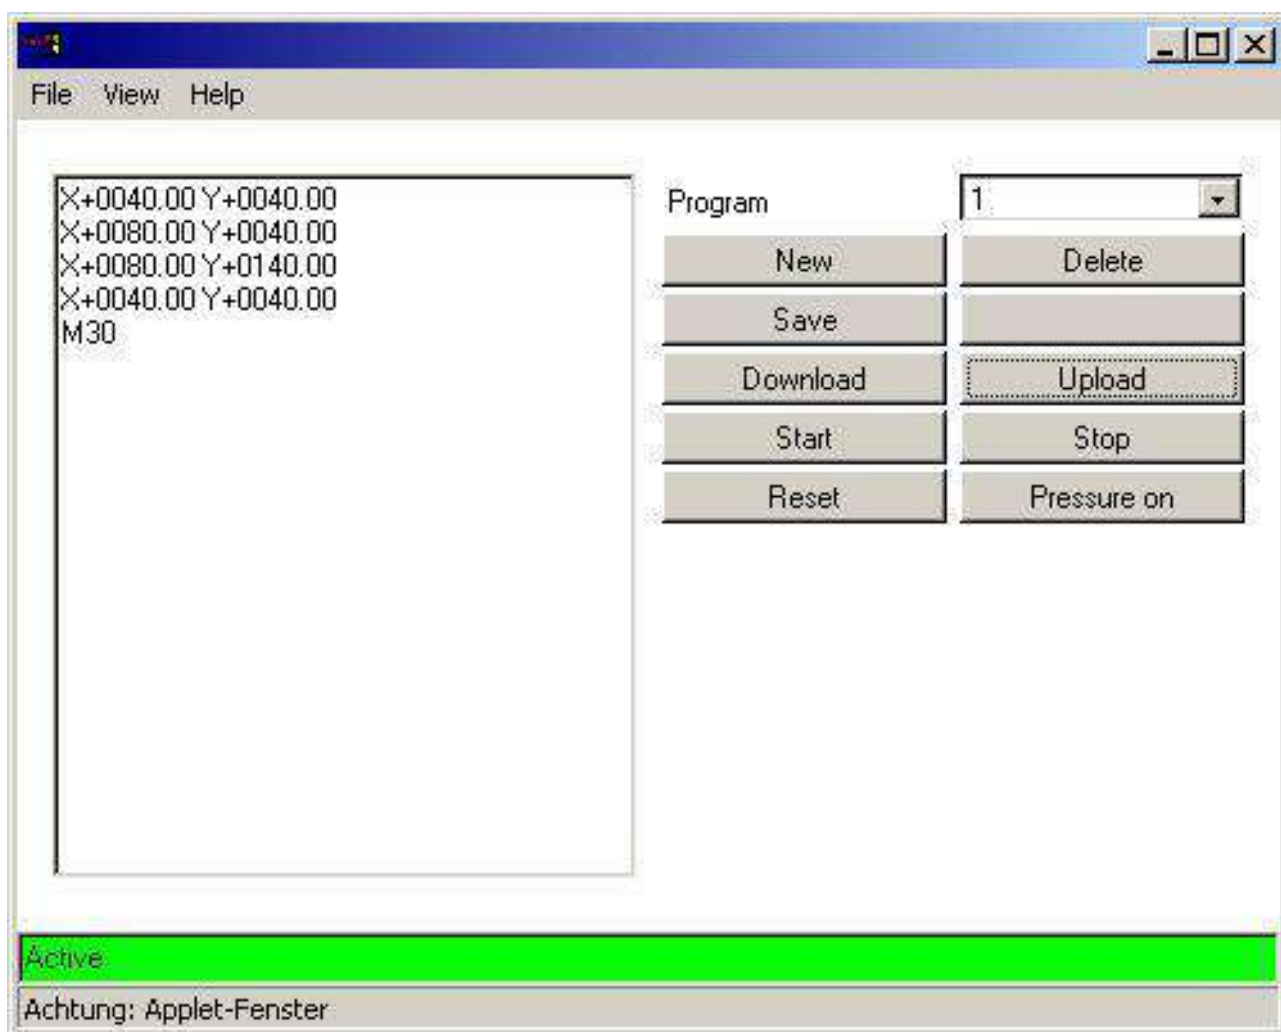 File View Help
X+0040.00 Y+0040.00
X+0080.00 Y+0040.00
X+0080.00 Y+0140.00
X+0040.00 Y+0040.00
M30
Program 1
New Delete
Save
Download Upload
Start Stop
Reset Pressure on
Active
Achtung: Applet-Fenster